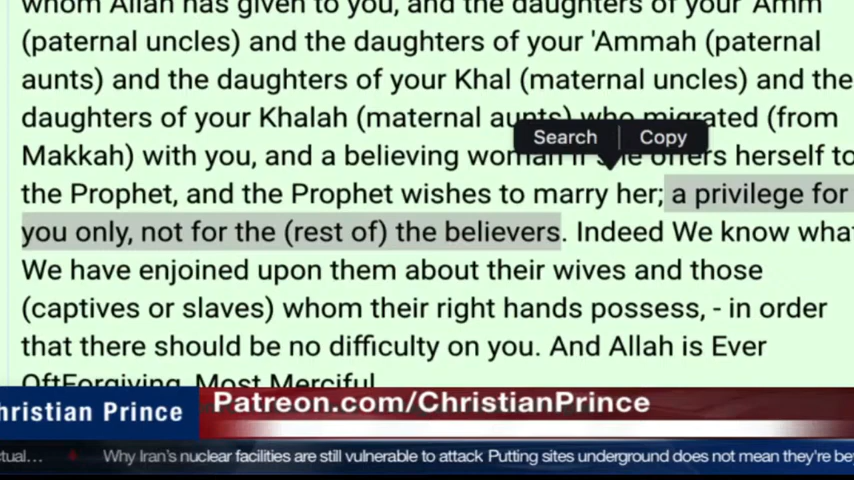 whom Allah has given to you, and the daughters of your 'Amm
(paternal uncles) and the daughters of your 'Ammah (paternal
aunts) and the daughters of your Khal (maternal uncles) and the
daughters of your Khalah (maternal aunts) who migrated (from
Search Copy
Makkah) with you, and a believing woman if she offers herself to
the Prophet, and the Prophet wishes to marry her; a privilege for
you only, not for the (rest of) the believers. Indeed We know what
We have enjoined upon them about their wives and those
(captives or slaves) whom their right hands possess, - in order
that there should be no difficulty on you. And Allah is Ever
OftForgiving, Most Merciful
hristian Prince Patreon.com/ChristianPrince
ctual… Why Iran's nuclear facilities are still vulnerable to attack Putting sites underground does not mean they're be